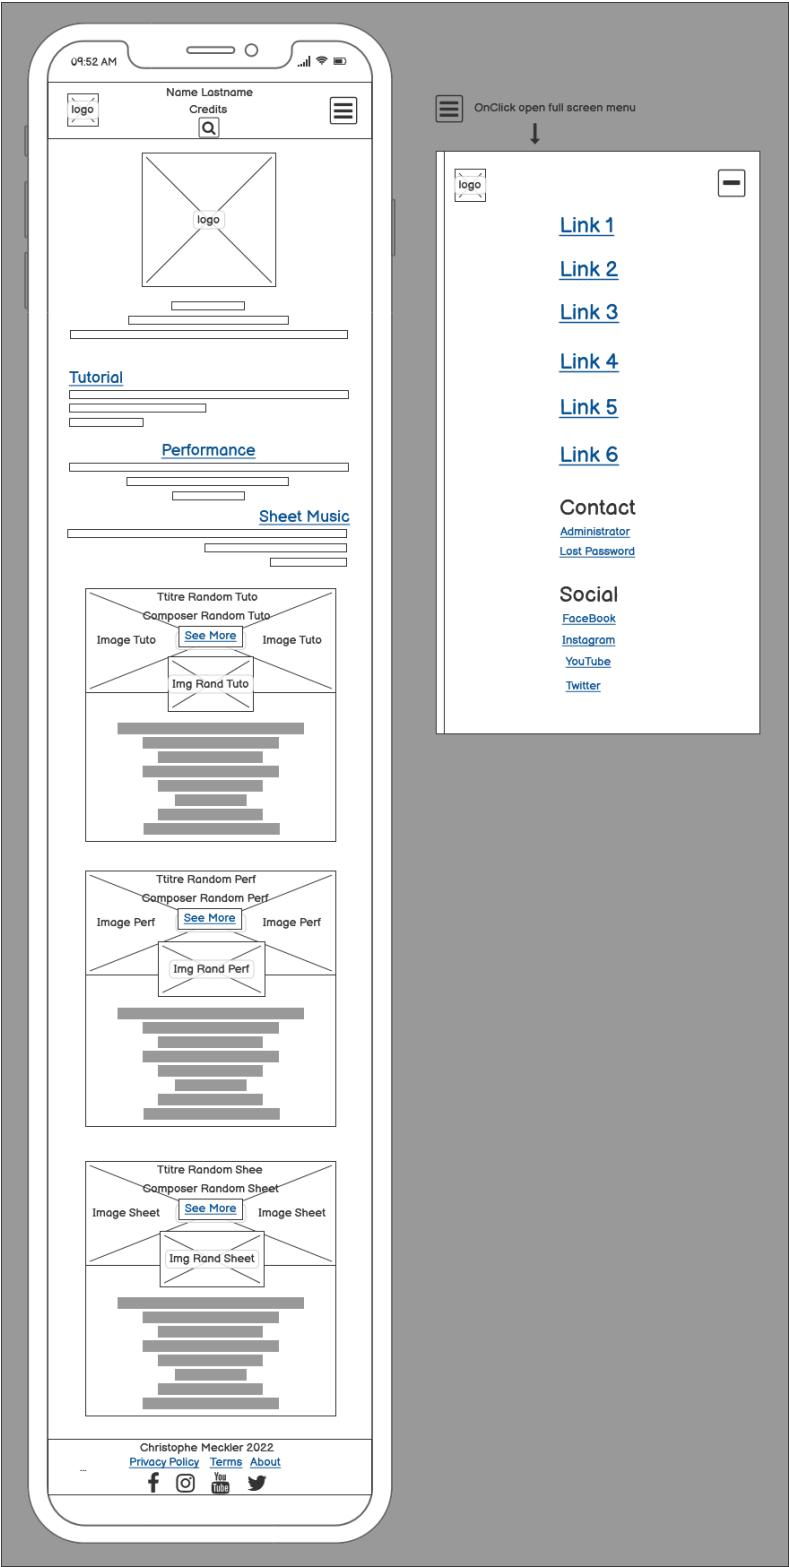 09:52 AM
logo
Name Lastname
Credits
logo
Tutorial
Performance
Sheet Music
Ttitre Random Tuto
Composer Random Tuto
Image Tuto
See More
Image Tuto
Img Rand Tuto
Ttitre Random Perf
Composer Random Perf
Image Perf
See More
Image Perf
Img Rand Perf
Ttitre Random Shee
Composer Random Sheet
Image Sheet
See More
Image Sheet
Img Rand Sheet
Christophe Meckler 2022
Privacy Policy Terms About
...
You
Tube
OnClick open full screen menu
logo
Link 1
Link 2
Link 3
Link 4
Link 5
Link 6
Contact
Administrator
Lost Password
Social
FaceBook
Instagram
YouTube
Twitter